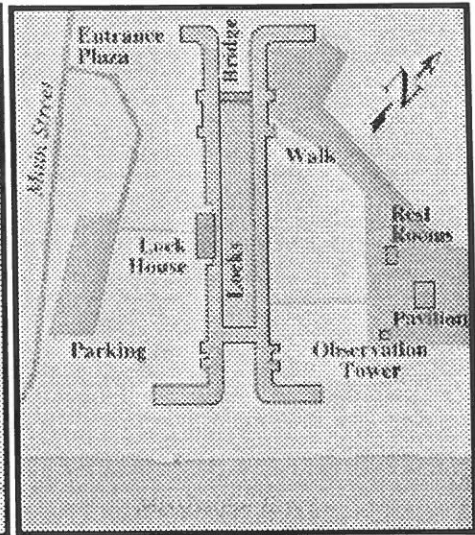 Entrance
Plaza
Bridge
N
Main Street
Walk
Rest
Rooms
Lock
House
Locks
Pavilion
Parking
Observation
Tower